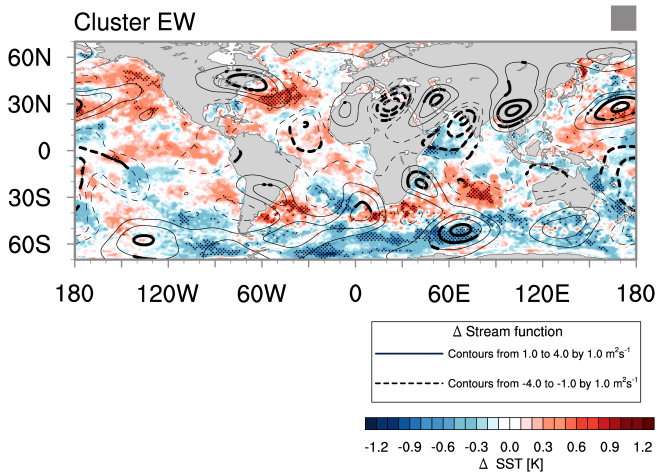 Cluster EW
60N
30N
0
30S
60S
180 120W 60W 0 60E 120E 180
Δ Stream function
Contours from 1.0 to 4.0 by 1.0 m²s⁻¹
Contours from -4.0 to -1.0 by 1.0 m²s⁻¹
-1.2 -0.9 -0.6 -0.3 0.0 0.3 0.6 0.9 1.2
Δ SST [K]